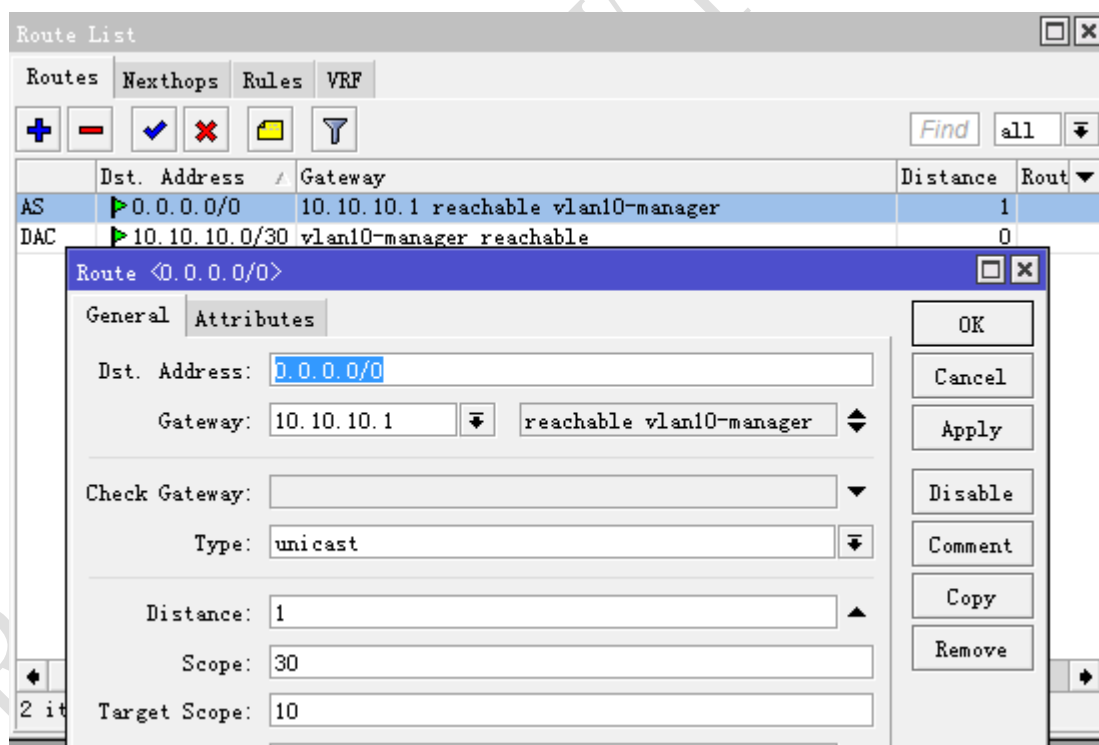 Route List
Routes Nexthops Rules VRF
Find all
Dst. Address Gateway Distance Rout
AS 0.0.0.0/0 10.10.10.1 reachable vlan10-manager 1
DAC 10.10.10.0/30 vlan10-manager reachable 0
Route <0.0.0.0/0>
General Attributes
OK
Dst. Address: 0.0.0.0/0
Cancel
Gateway: 10.10.10.1 reachable vlan10-manager
Apply
Check Gateway:
Disable
Type: unicast
Comment
Copy
Distance: 1
Remove
Scope: 30
2 it
Target Scope: 10